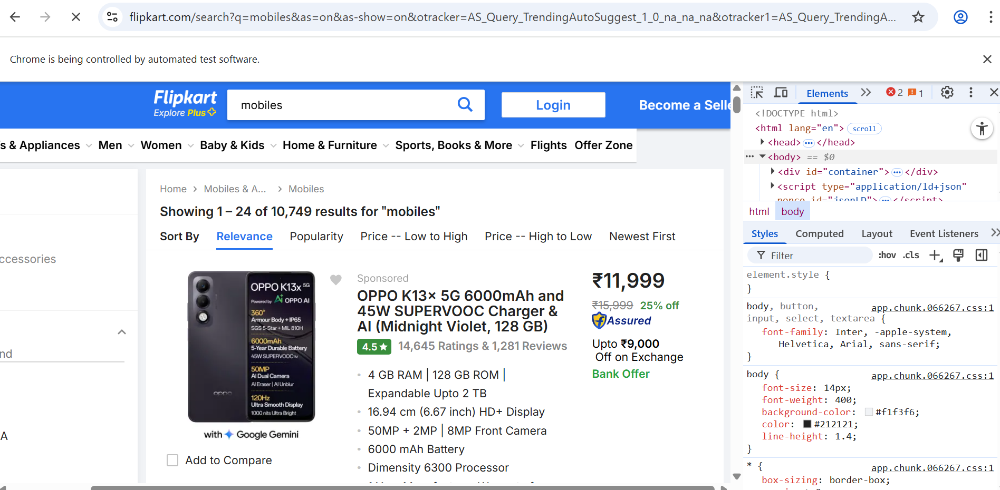 flipkart.com/search?q=mobiles&as=on&as-show=on&otracker=AS_Query_TrendingAutoSuggest_1_0_na_na_na&otracker1=AS_Query_TrendingA...
Chrome is being controlled by automated test software.
Flipkart
Explore Plus
mobiles
Login
Become a Selle
's & Appliances
Men
Women
Baby & Kids
Home & Furniture
Sports, Books & More
Flights
Offer Zone
ccessories
nd
A
Home > Mobiles & A... > Mobiles
Showing 1 – 24 of 10,749 results for "mobiles"
Sort By
Relevance
Popularity
Price -- Low to High
Price -- High to Low
Newest First
OPPO K13x 5G
Powered by Ai OPPO AI
360°
Armour Body + IP65
SGS 5-Star + MIL 810H
6000mAh
5-Year Durable Battery
45W SUPERVOOC™
50MP
AI Dual Camera
AI Eraser | AI Unblur
120Hz
Ultra Smooth Display
1000 nits Ultra Bright
oppo
with Google Gemini
Add to Compare
Sponsored
OPPO K13x 5G 6000mAh and
45W SUPERVOOC Charger &
AI (Midnight Violet, 128 GB)
4.5★
14,645 Ratings & 1,281 Reviews
4 GB RAM | 128 GB ROM |
Expandable Upto 2 TB
16.94 cm (6.67 inch) HD+ Display
50MP + 2MP | 8MP Front Camera
6000 mAh Battery
Dimensity 6300 Processor
₹11,999
₹15,999 25% off
f Assured
Upto ₹9,000
Off on Exchange
Bank Offer
Elements
2
1
<!DOCTYPE html>
<html lang="en"> scroll
<head> ... </head>
... <body> == $0
<div id="container"> ... </div>
<script type="application/ld+json"
nonce id="jsonLD"> ... </script>
html
body
Styles
Computed
Layout
Event Listeners
Filter
:hov
.cls
element.style {
}
body, button,
app.chunk.066267.css:1
input, select, textarea {
font-family: Inter, -apple-system,
Helvetica, Arial, sans-serif;
}
body {
app.chunk.066267.css:1
font-size: 14px;
font-weight: 400;
background-color: #f1f3f6;
color: #212121;
line-height: 1.4;
}
* {
app.chunk.066267.css:1
box-sizing: border-box;